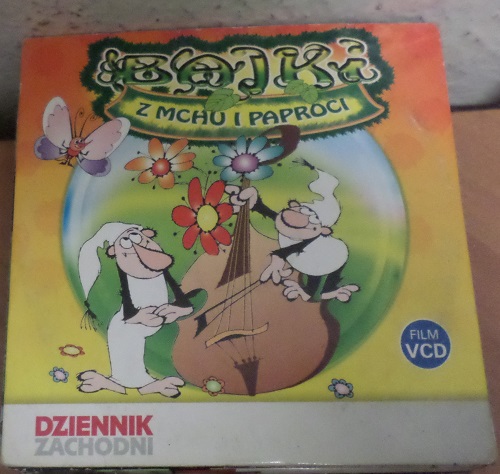 BAJKi
Z MCHU I PAPROCI
FILM
VCD
DZIENNIK
ZACHODNI